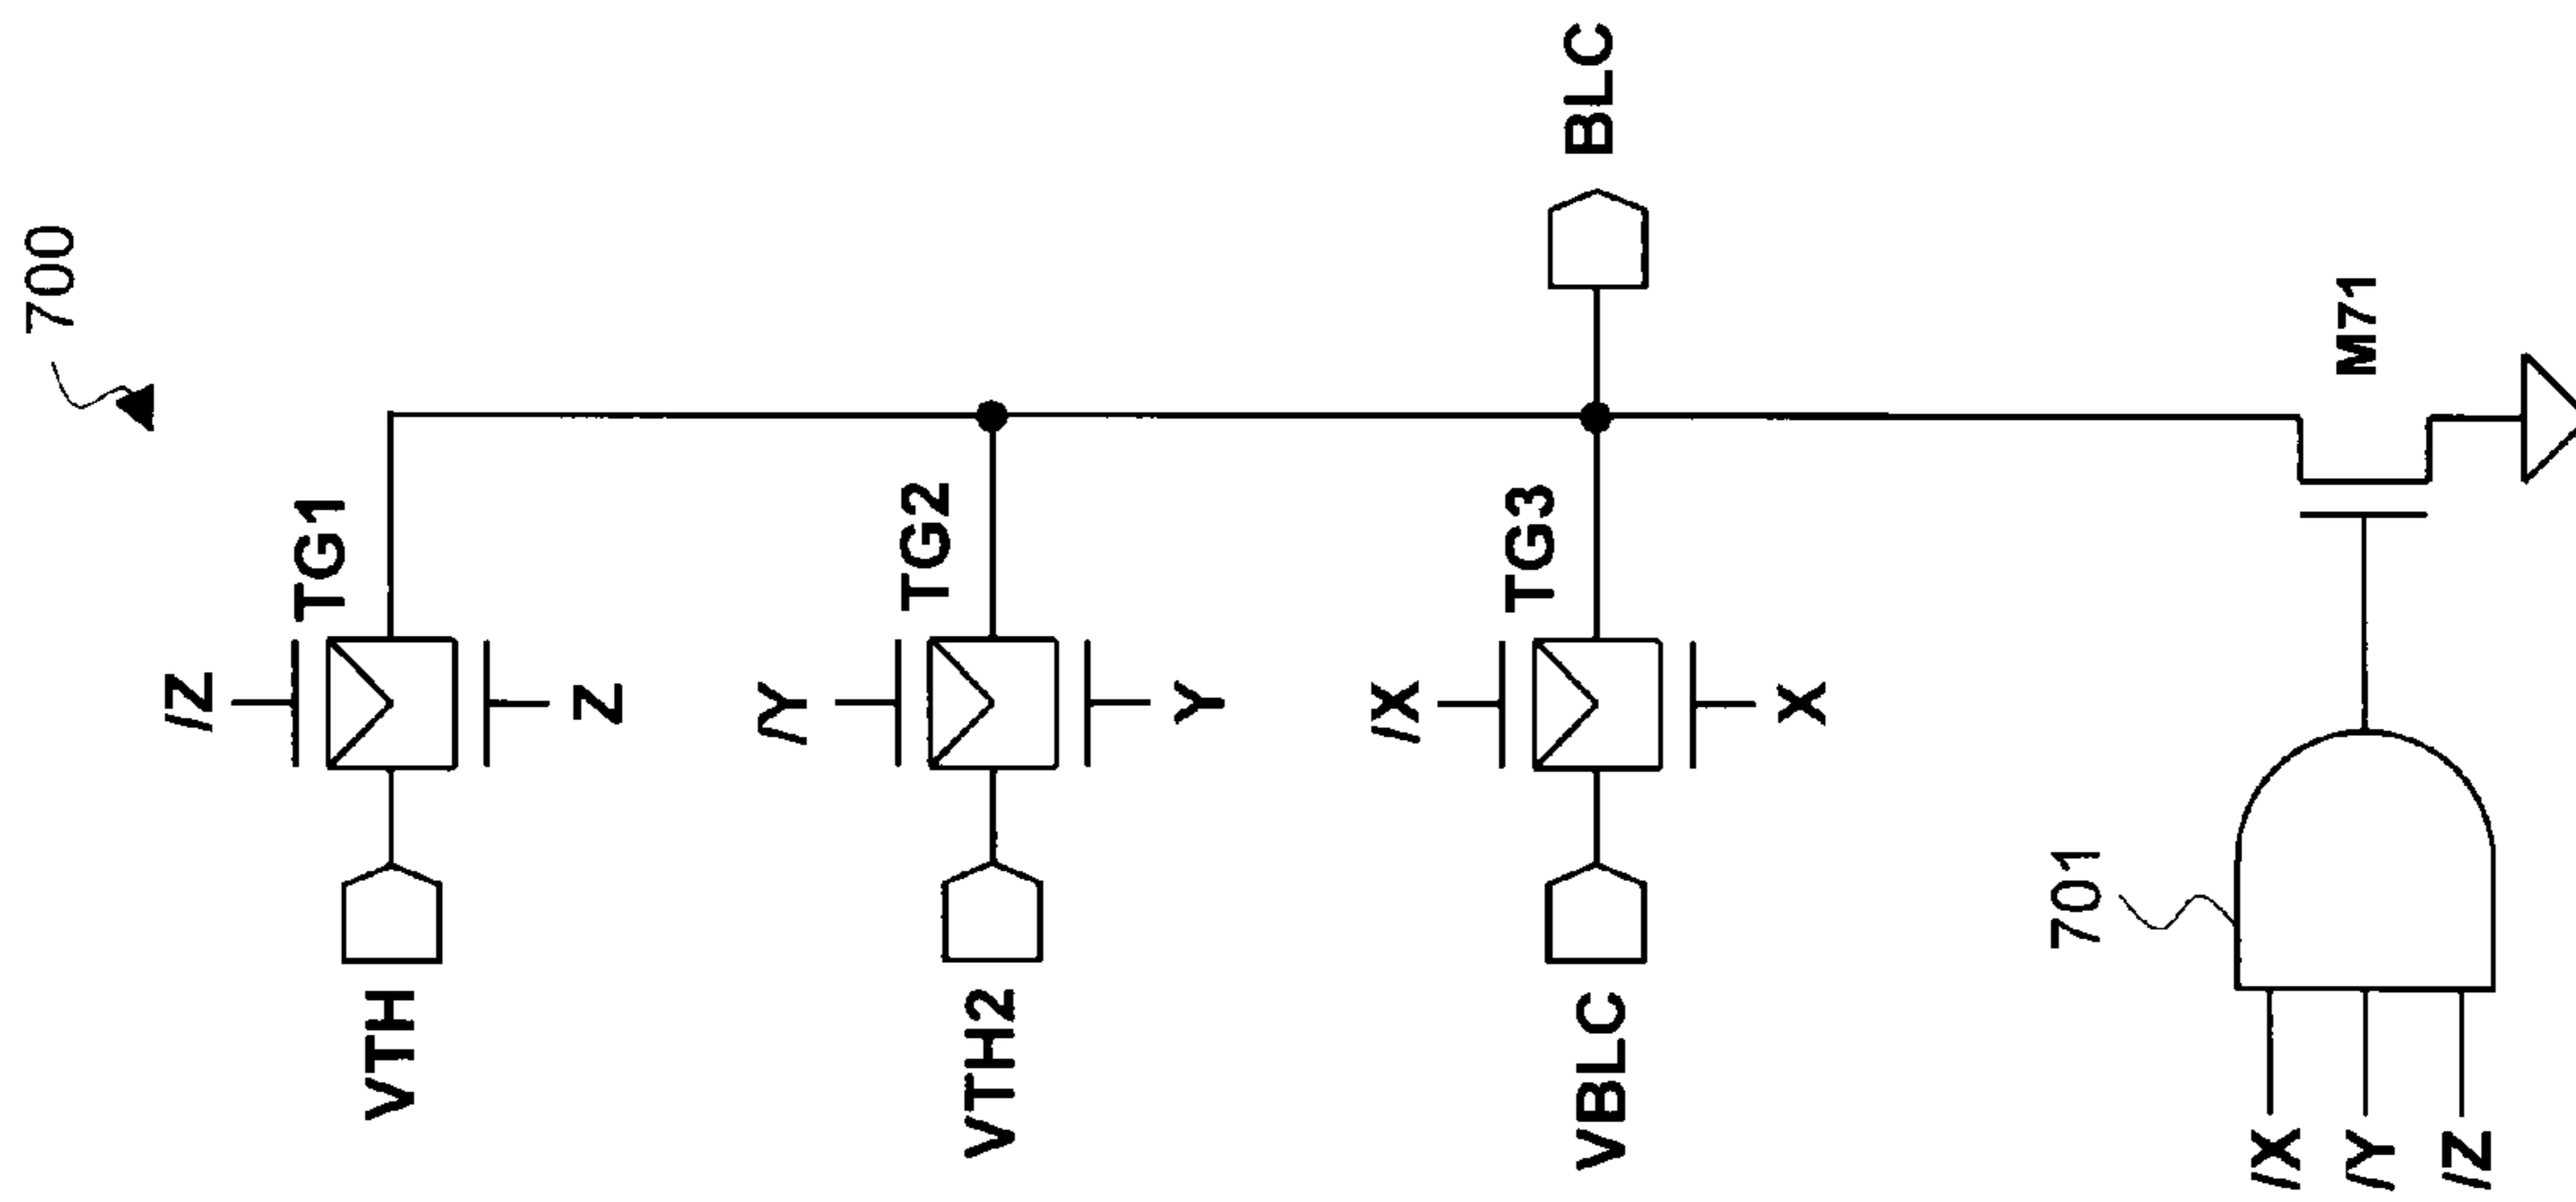 700
/Z
TG1
Z
VTH
/Y
TG2
Y
VTH2
/X
TG3
X
VBLC
BLC
M71
701
/X
/Y
/Z